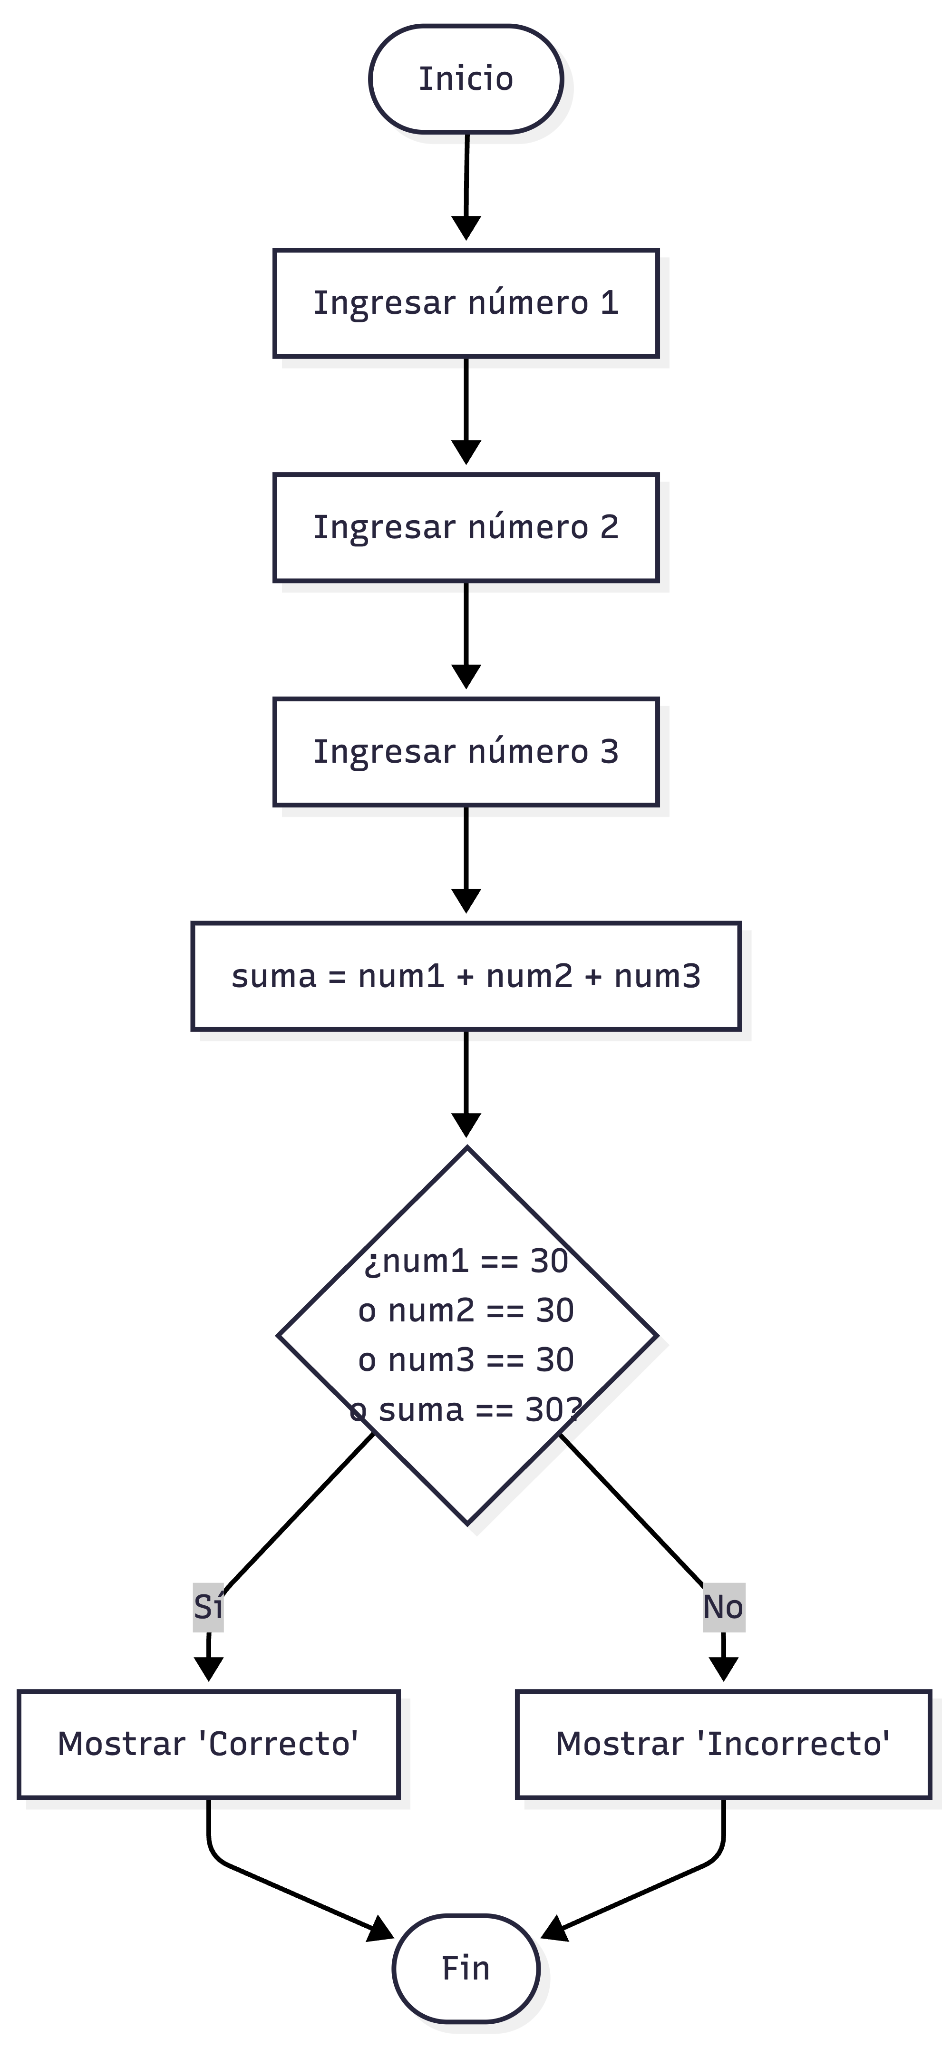 Inicio
Ingresar número 1
Ingresar número 2
Ingresar número 3
suma = num1 + num2 + num3
¿num1 == 30
o num2 == 30
o num3 == 30
o suma == 30?
Sí
No
Mostrar 'Correcto'
Mostrar 'Incorrecto'
Fin